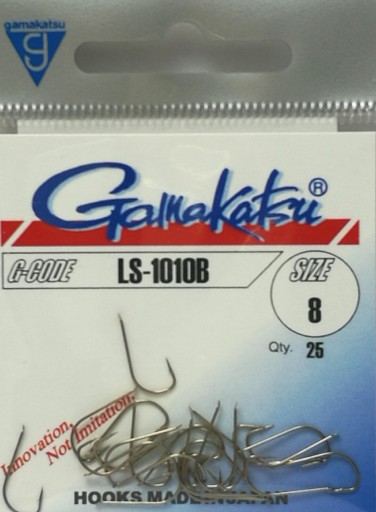 gamakatsu
g
Gamakatsu®
G-CODE LS-1010B SIZE
8
Qty. 25
Innovation,
Not Imitation.
HOOKS MADE IN JAPAN